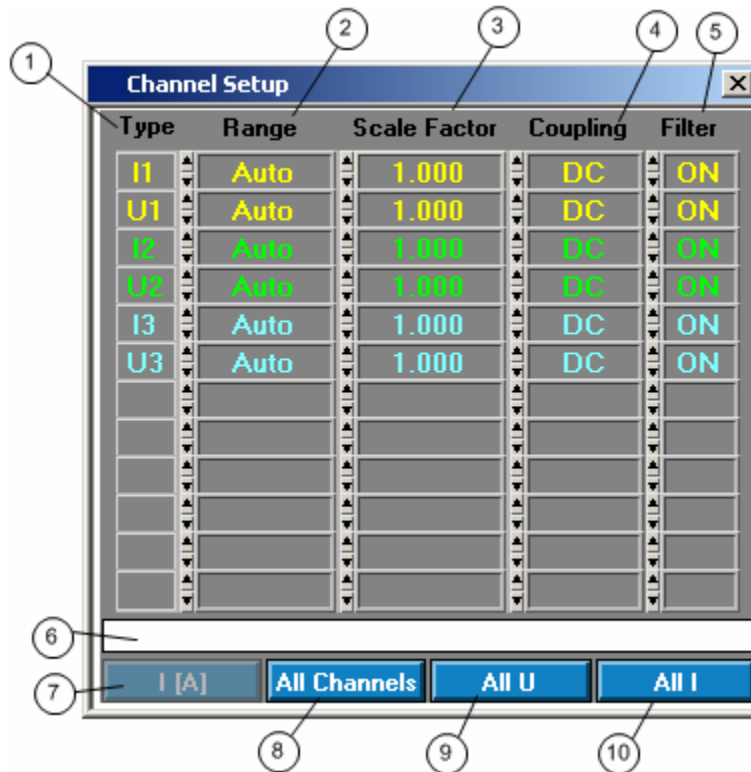 2 3 4 5
1
Channel Setup
Type Range Scale Factor Coupling Filter
I1 Auto 1.000 DC ON
U1 Auto 1.000 DC ON
I2 Auto 1.000 DC ON
U2 Auto 1.000 DC ON
I3 Auto 1.000 DC ON
U3 Auto 1.000 DC ON
6
7 I [A] All Channels All U All I
8 9 10